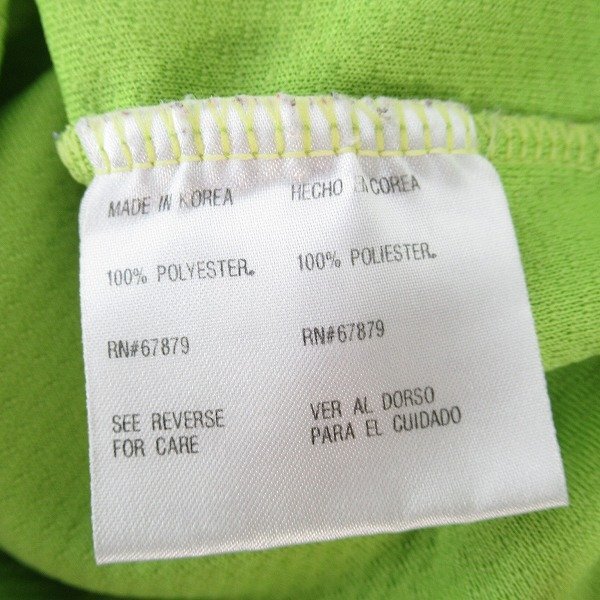 MADE IN KOREA
100% POLYESTER.
RN#67879
SEE REVERSE
FOR CARE
HECHO EN COREA
100% POLIESTER.
RN#67879
VER AL DORSO
PARA EL CUIDADO